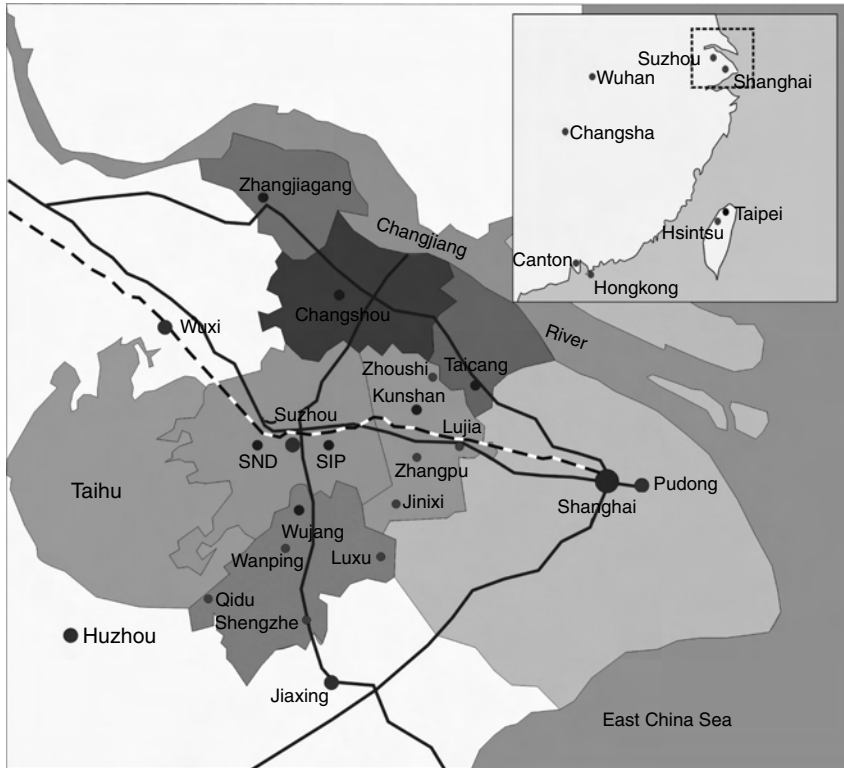 Suzhou
Wuhan
Shanghai
Changsha
Taipei
Hsintsu
Canton
Hongkong
Zhangjiagang
Changjiang
River
Changshou
Wuxi
Zhoushi
Taicang
Kunshan
Suzhou
Lujia
SND
SIP
Zhangpu
Taihu
Shanghai
Pudong
Jinixi
Wujang
Wanping
Luxu
Qidu
Shengzhe
Huzhou
Jiaxing
East China Sea